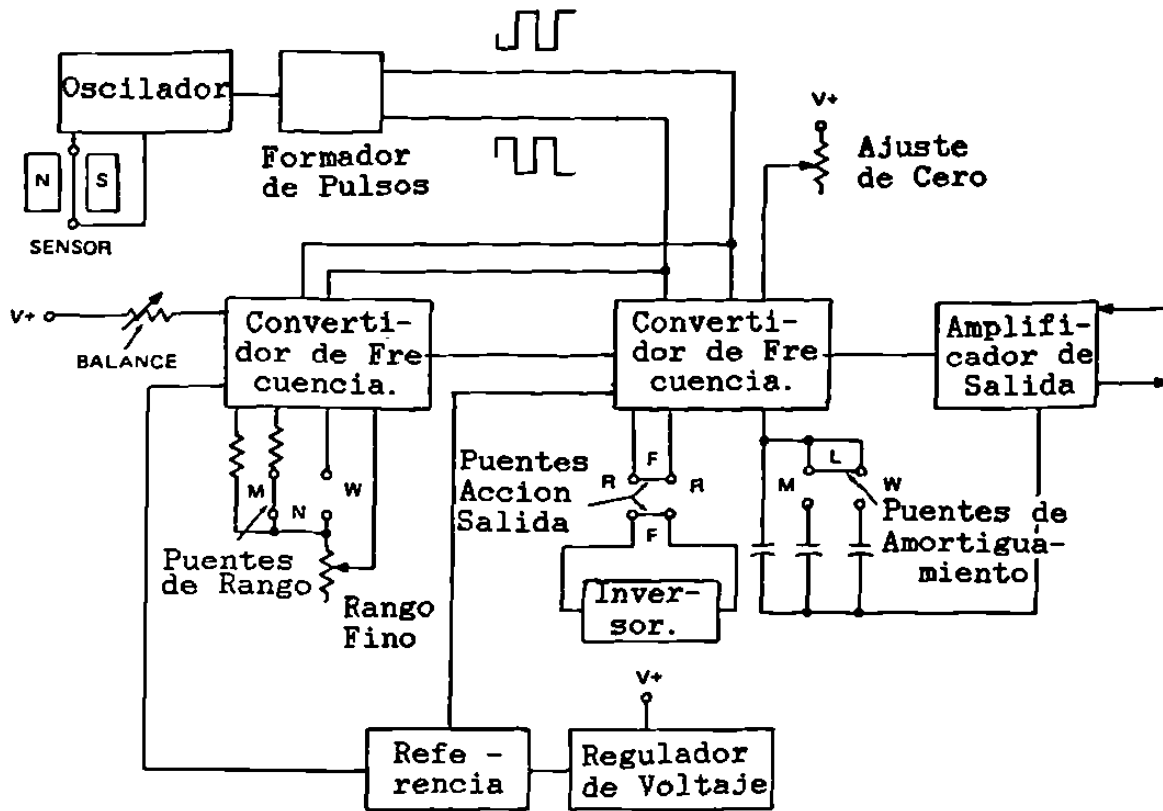 Oscilador
Formador
de Pulsos
N
S
SENSOR
V+
Ajuste
de Cero
V+
BALANCE
Converti-
dor de Fre
cuencia.
Converti-
dor de Fre
cuencia.
Amplifi-
cador de
Salida
M
N
W
Puentes
de Rango
Rango
Fino
Puentes
Accion
Salida
R
F
R
F
Inver-
sor.
L
M
W
Puentes de
Amortigua-
miento
V+
Refe -
rencia
Regulador
de Voltaje